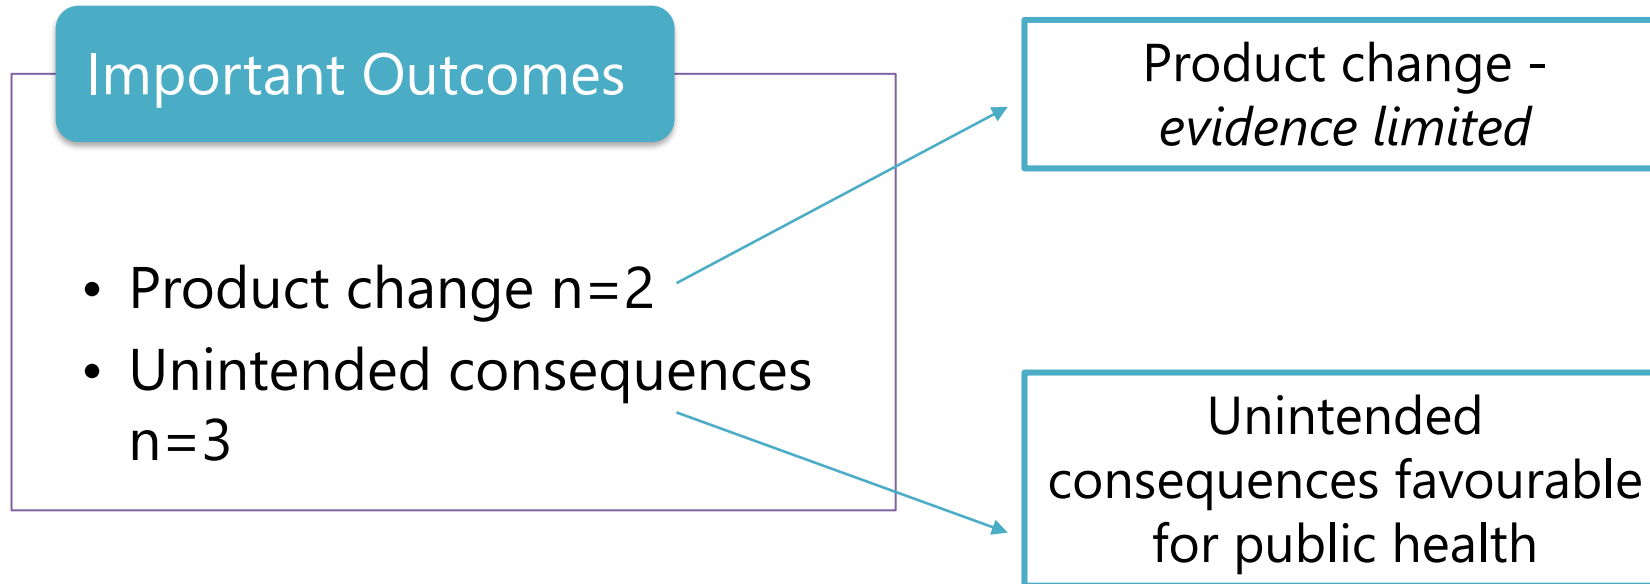 Important Outcomes
• Product change n=2
• Unintended consequences
n=3
Product change -
evidence limited
Unintended
consequences favourable
for public health